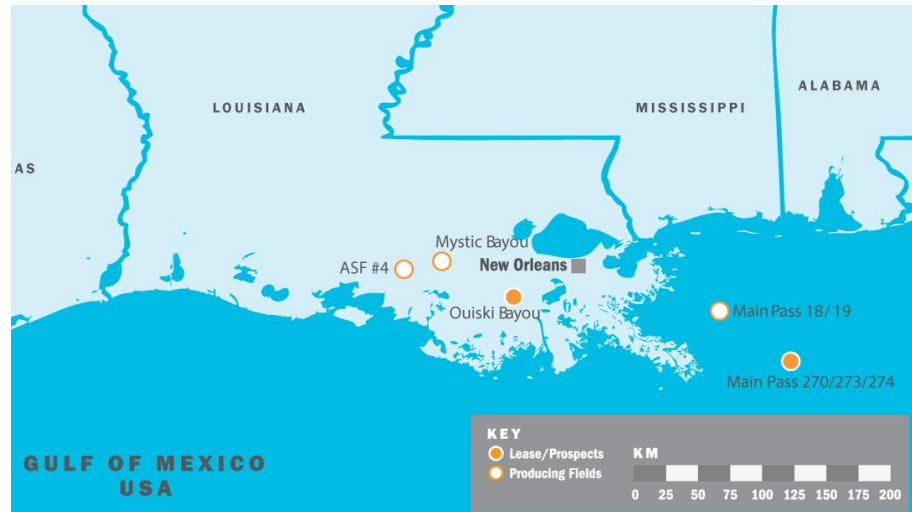 ALABAMA
LOUISIANA
MISSISSIPPI
AS
Mystic Bayou
ASF #4
New Orleans
Ouiski Bayou
Main Pass 18/19
Main Pass 270/273/274
GULF OF MEXICO
USA
KEY
Lease/Prospects
Producing Fields
KM
0 25 50 75 100 125 150 175 200